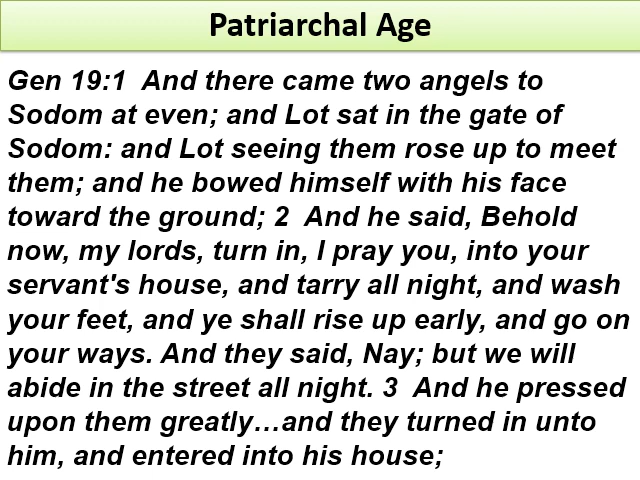 Patriarchal Age
Gen 19:1  And there came two angels to
Sodom at even; and Lot sat in the gate of
Sodom: and Lot seeing them rose up to meet
them; and he bowed himself with his face
toward the ground; 2  And he said, Behold
now, my lords, turn in, I pray you, into your
servant's house, and tarry all night, and wash
your feet, and ye shall rise up early, and go on
your ways. And they said, Nay; but we will
abide in the street all night. 3  And he pressed
upon them greatly…and they turned in unto
him, and entered into his house;